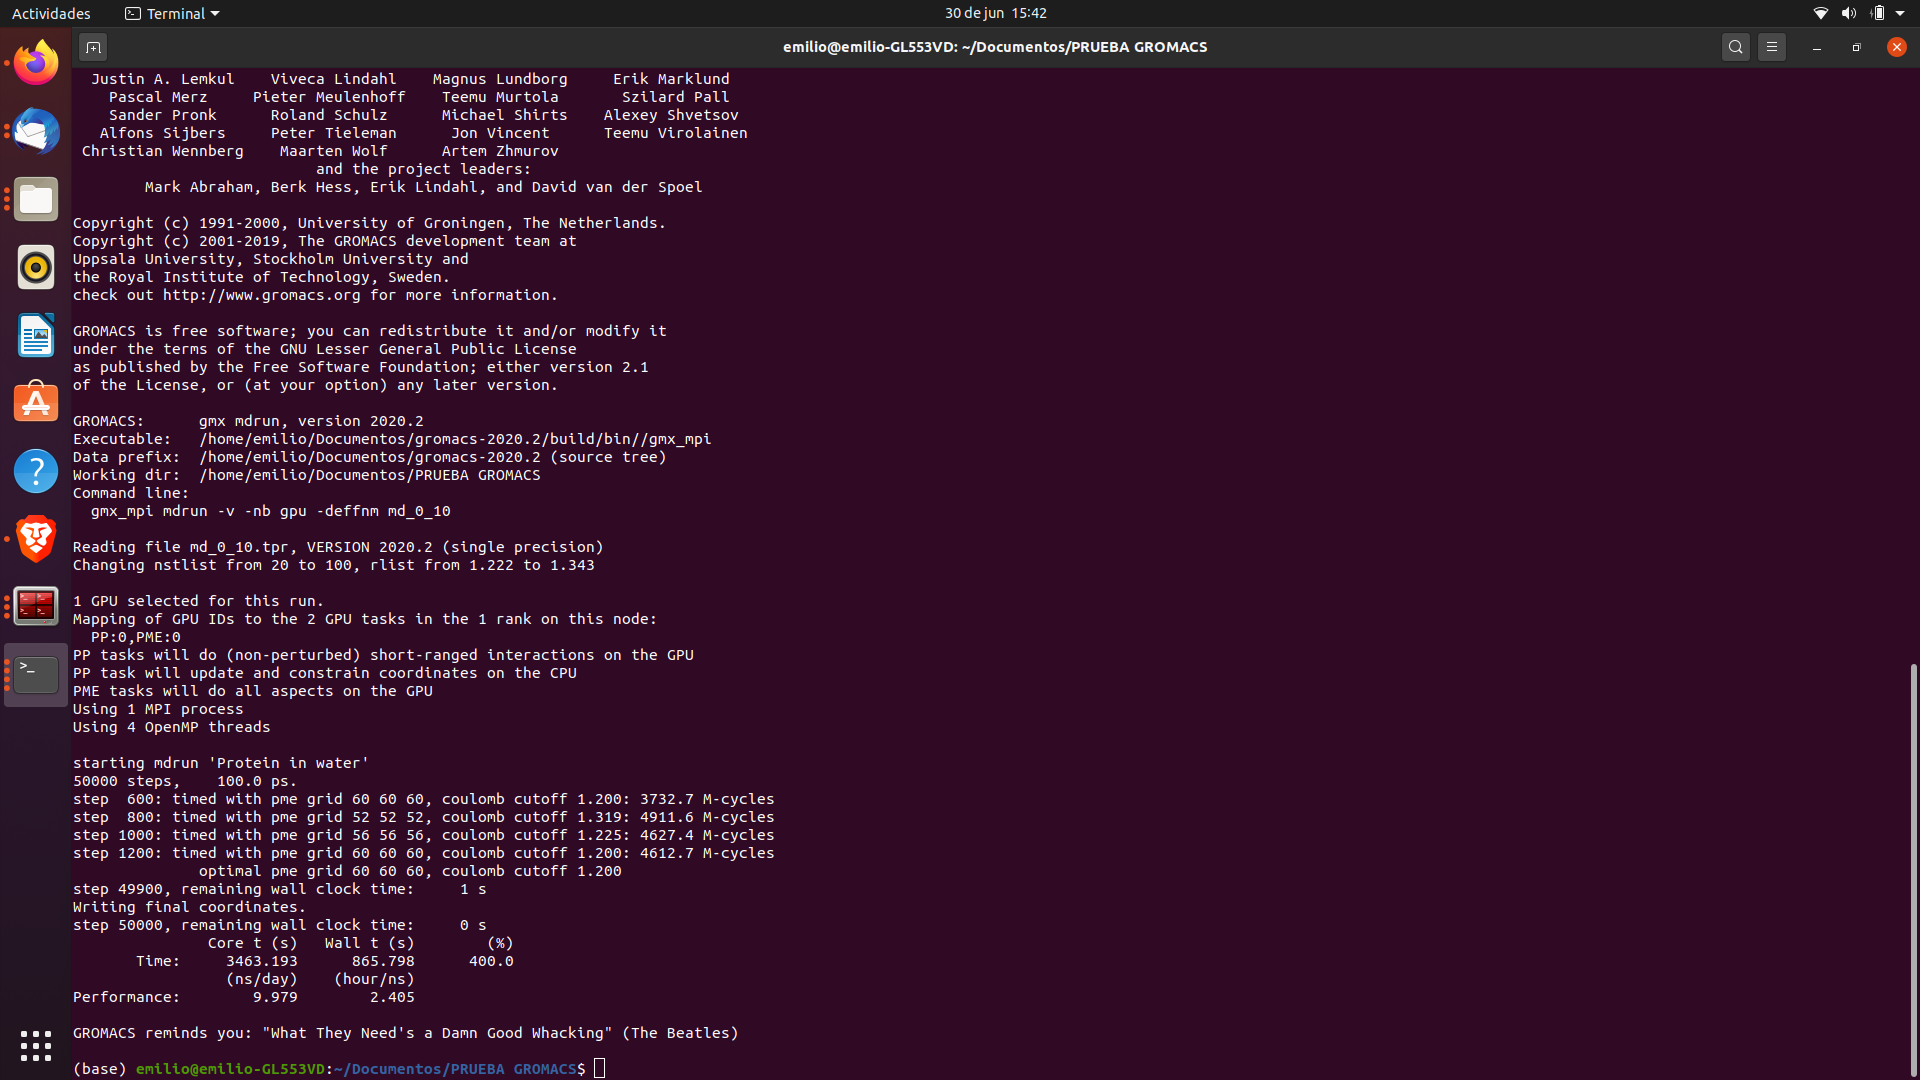 Actividades Terminal 30 de jun 15:42
emilio@emilio-GL553VD: ~/Documentos/PRUEBA GROMACS
Justin A. Lemkul Viveca Lindahl Magnus Lundborg Erik Marklund
Pascal Merz Pieter Meulenhoff Teemu Murtola Szilard Pall
Sander Pronk Roland Schulz Michael Shirts Alexey Shvetsov
Alfons Sijbers Peter Tieleman Jon Vincent Teemu Virolainen
Christian Wennberg Maarten Wolf Artem Zhmurov
and the project leaders:
Mark Abraham, Berk Hess, Erik Lindahl, and David van der Spoel
Copyright (c) 1991-2000, University of Groningen, The Netherlands.
Copyright (c) 2001-2019, The GROMACS development team at
Uppsala University, Stockholm University and
the Royal Institute of Technology, Sweden.
check out http://www.gromacs.org for more information.
GROMACS is free software; you can redistribute it and/or modify it
under the terms of the GNU Lesser General Public License
as published by the Free Software Foundation; either version 2.1
of the License, or (at your option) any later version.
GROMACS: gmx mdrun, version 2020.2
Executable: /home/emilio/Documentos/gromacs-2020.2/build/bin//gmx_mpi
Data prefix: /home/emilio/Documentos/gromacs-2020.2 (source tree)
Working dir: /home/emilio/Documentos/PRUEBA GROMACS
Command line:
gmx_mpi mdrun -v -nb gpu -deffnm md_0_10
Reading file md_0_10.tpr, VERSION 2020.2 (single precision)
Changing nstlist from 20 to 100, rlist from 1.222 to 1.343
1 GPU selected for this run.
Mapping of GPU IDs to the 2 GPU tasks in the 1 rank on this node:
PP:0,PME:0
PP tasks will do (non-perturbed) short-ranged interactions on the GPU
PP task will update and constrain coordinates on the CPU
PME tasks will do all aspects on the GPU
Using 1 MPI process
Using 4 OpenMP threads
starting mdrun 'Protein in water'
50000 steps, 100.0 ps.
step 600: timed with pme grid 60 60 60, coulomb cutoff 1.200: 3732.7 M-cycles
step 800: timed with pme grid 52 52 52, coulomb cutoff 1.319: 4911.6 M-cycles
step 1000: timed with pme grid 56 56 56, coulomb cutoff 1.225: 4627.4 M-cycles
step 1200: timed with pme grid 60 60 60, coulomb cutoff 1.200: 4612.7 M-cycles
optimal pme grid 60 60 60, coulomb cutoff 1.200
step 49900, remaining wall clock time: 1 s
Writing final coordinates.
step 50000, remaining wall clock time: 0 s
Core t (s) Wall t (s) (%)
Time: 3463.193 865.798 400.0
(ns/day) (hour/ns)
Performance: 9.979 2.405
GROMACS reminds you: "What They Need's a Damn Good Whacking" (The Beatles)
(base) emilio@emilio-GL553VD:~/Documentos/PRUEBA GROMACS$